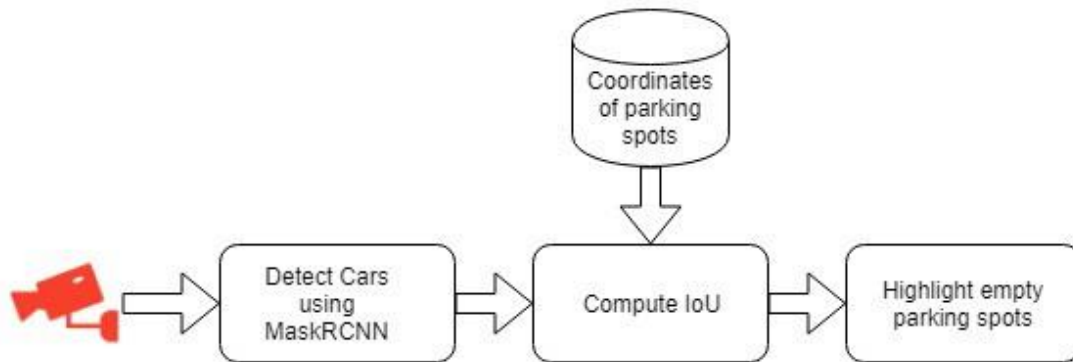 Coordinates
of parking
spots
Detect Cars
using
MaskRCNN
Compute IoU
Highlight empty
parking spots